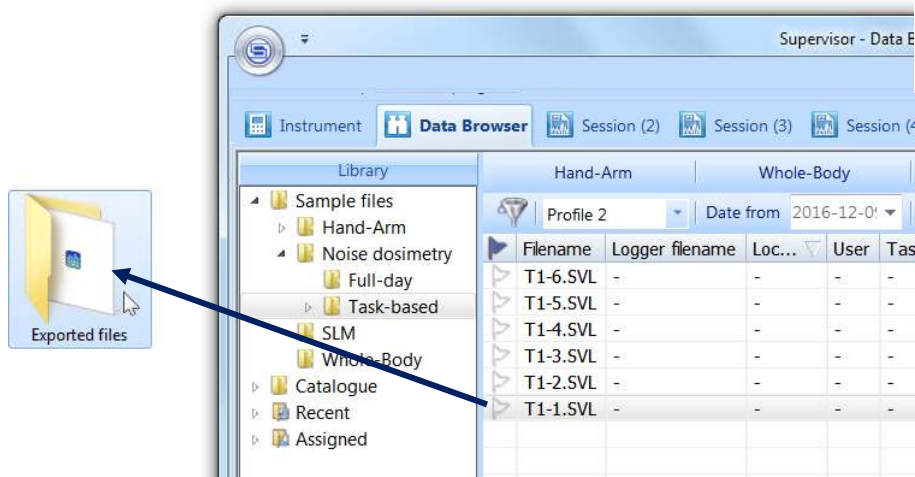 Supervisor - Data B
Instrument Data Browser Session (2) Session (3) Session (4
Library Hand-Arm Whole-Body
Sample files
Profile 2 Date from 2016-12-0
Hand-Arm
Noise dosimetry
Filename Logger filename Loc... User Tas
Full-day
T1-6.SVL - - - -
Task-based
T1-5.SVL - - - -
SLM
T1-4.SVL - - - -
Whole-Body
T1-3.SVL - - - -
Catalogue
T1-2.SVL - - - -
Recent
T1-1.SVL - - - -
Assigned
Exported files